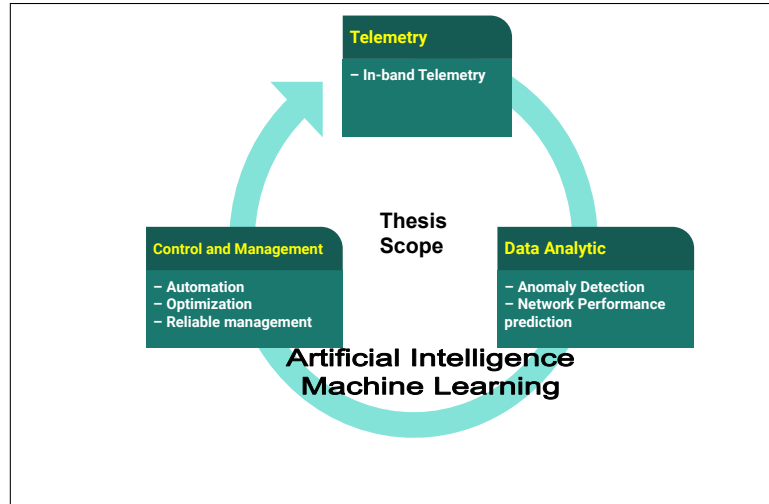 Telemetry
– In-band Telemetry
Thesis
Scope
Control and Management
– Automation
– Optimization
– Reliable management
Data Analytic
– Anomaly Detection
– Network Performance
prediction
Artificial Intelligence
Machine Learning